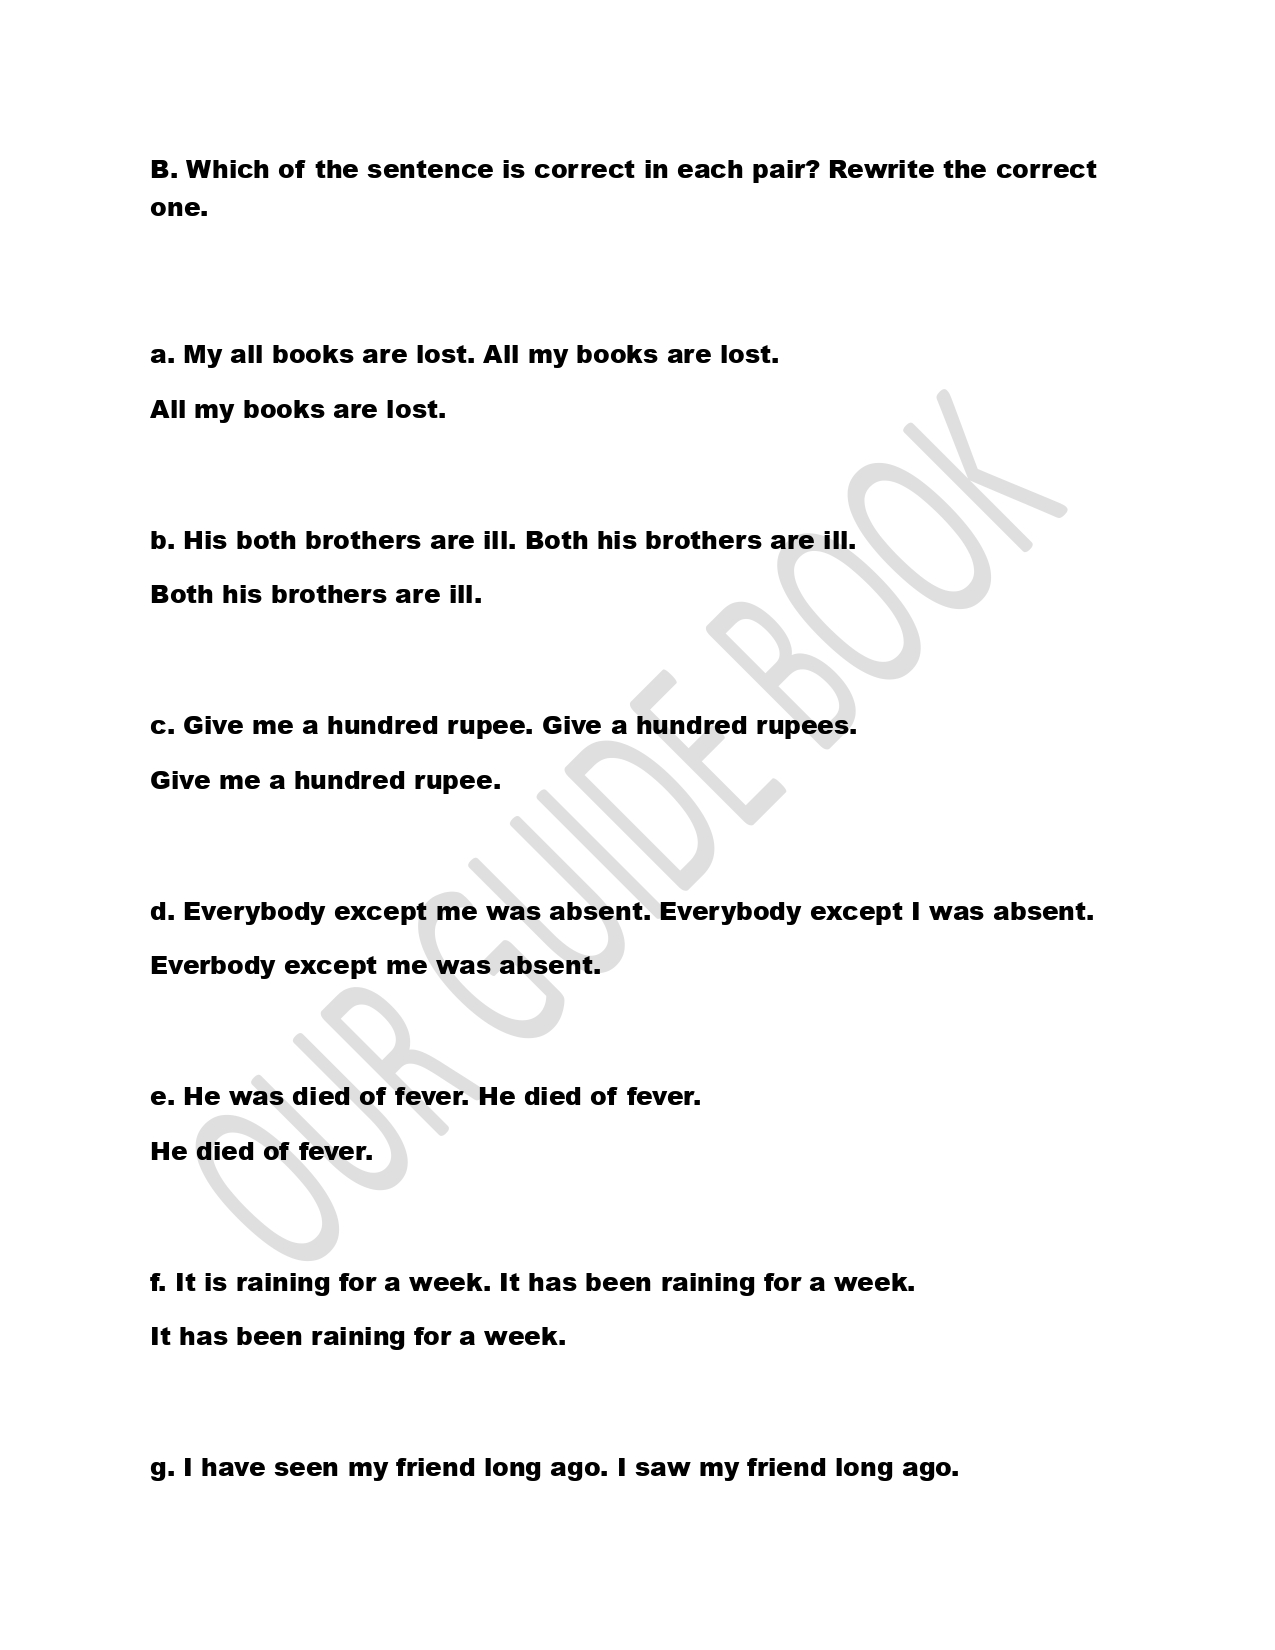 B. Which of the sentence is correct in each pair? Rewrite the correct
one.
a. My all books are lost. All my books are lost.
All my books are lost.
b. His both brothers are ill. Both his brothers are ill.
Both his brothers are ill.
c. Give me a hundred rupee. Give a hundred rupees.
Give me a hundred rupee.
d. Everybody except me was absent. Everybody except I was absent.
Everbody except me was absent.
e. He was died of fever. He died of fever.
He died of fever.
f. It is raining for a week. It has been raining for a week.
It has been raining for a week.
g. I have seen my friend long ago. I saw my friend long ago.
OUR GUIDE BOOK